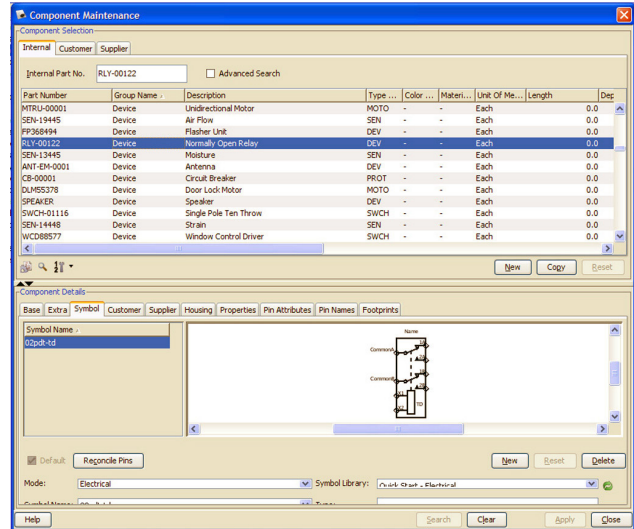 Component Maintenance
Component Selection
Internal Customer Supplier
Internal Part No. RLY-00122 Advanced Search
Part Number Group Name Description Type ... Color ... Materi... Unit Of Me... Length Dep
MTRU-00001 Device Unidirectional Motor MOTO - - Each 0.0
SEN-19445 Device Air Flow SEN - - Each 0.0
FP368494 Device Flasher Unit DEV - - Each 0.0
RLY-00122 Device Normally Open Relay DEV - - Each 0.0
SEN-13445 Device Moisture SEN - - Each 0.0
ANT-EM-0001 Device Antenna DEV - - Each 0.0
CB-00001 Device Circuit Breaker PROT - - Each 0.0
DLM55378 Device Door Lock Motor MOTO - - Each 0.0
SPEAKER Device Speaker DEV - - Each 0.0
SWCH-01116 Device Single Pole Ten Throw SWCH - - Each 0.0
SEN-14448 Device Strain SEN - - Each 0.0
WCD88577 Device Window Control Driver SWCH - - Each 0.0
New Copy Reset
Component Details
Base Extra Symbol Customer Supplier Housing Properties Pin Attributes Pin Names Footprints
Symbol Name
02pdt-td
Name
CommonA
CommonB
X1
X2 TD
Default Reconcile Pins New Reset Delete
Mode: Electrical Symbol Library: Quick Start - Electrical
Help Search Clear Apply Close